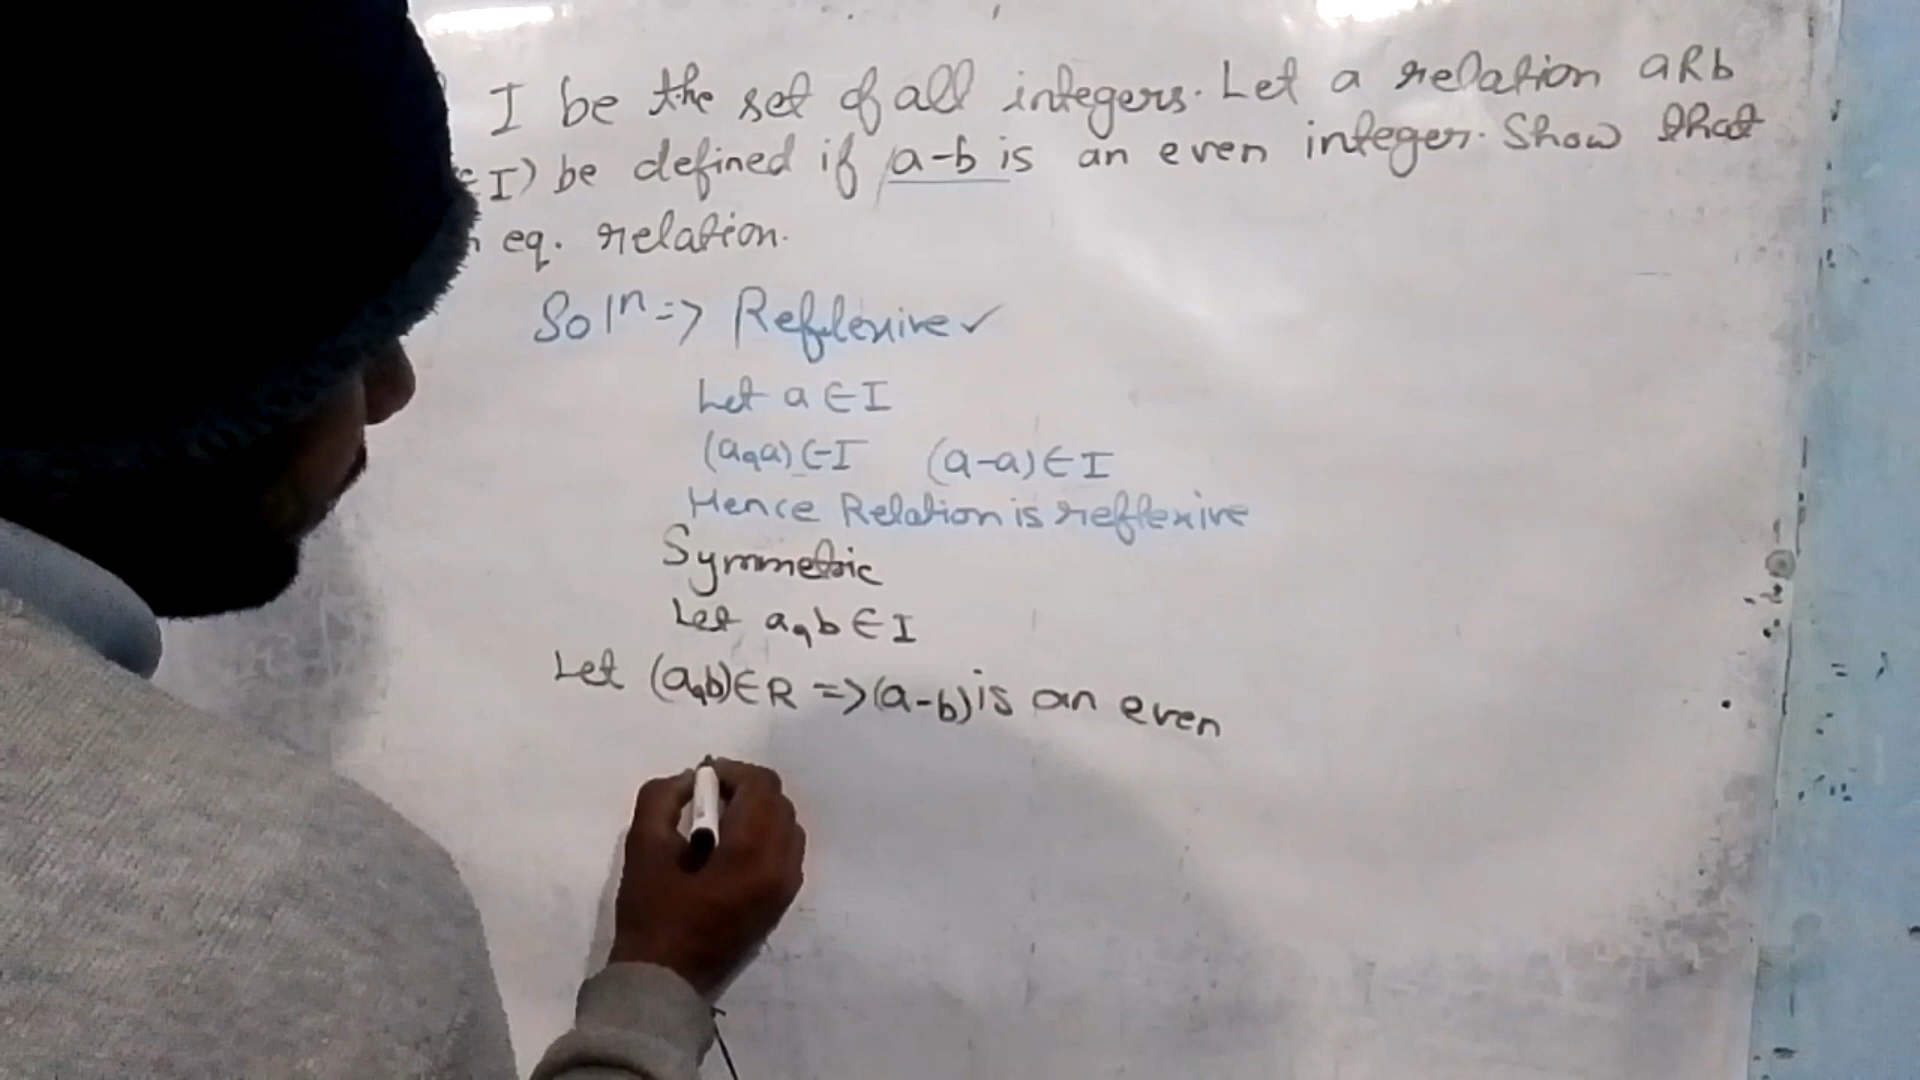 I be the set of all integers. Let a relation aRb
∈ I) be defined if a-b is an even integer. Show that
eq. relation.
Solⁿ => Reflexive ✓
Let a ∈ I
(a,a) ∈ I (a-a) ∈ I
Hence Relation is reflexive
Symmetric
Let a,b ∈ I
Let (a,b) ∈ R => (a-b) is an even